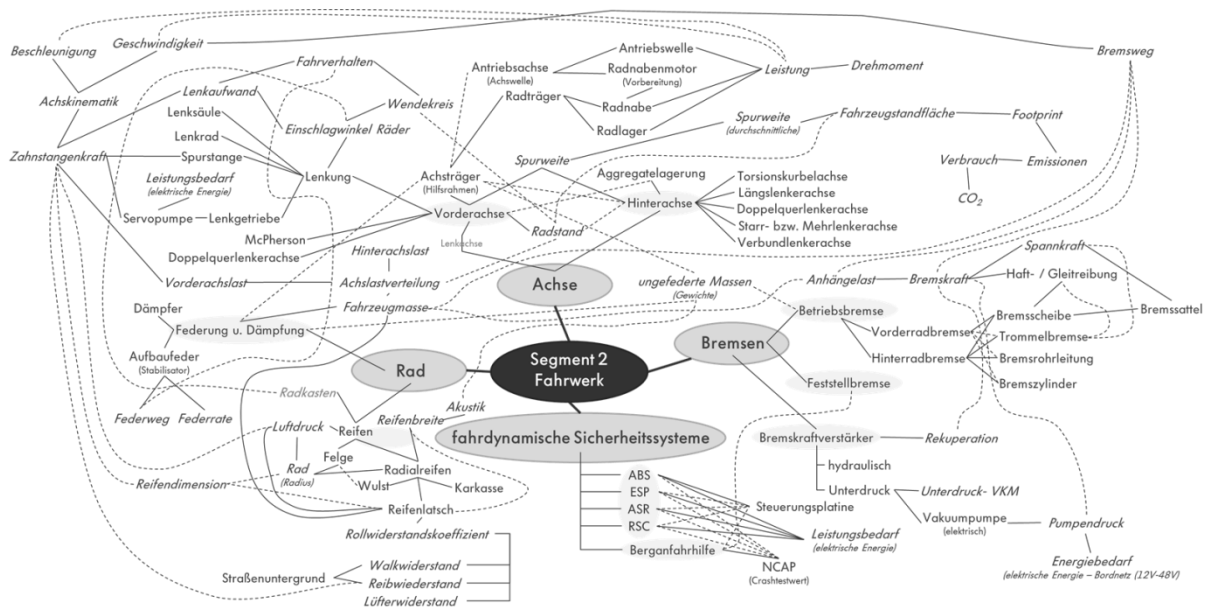 Beschleunigung
Geschwindigkeit
Bremsweg
Achskinematik
Fahrverhalten
Lenkaufwand
Wendekreis
Lenksäule
Einschlagwinkel Räder
Lenkrad
Zahnstangenkraft
Spurstange
Leistungsbedarf
(elektrische Energie)
Lenkung
Servopumpe
Lenkgetriebe
Antriebsachse
(Achswelle)
Antriebswelle
Radnabenmotor
(Vorbereitung)
Leistung
Drehmoment
Radträger
Radnabe
Radlager
Spurweite
(durchschnittliche)
Fahrzeugstandfläche
Footprint
Verbrauch
Emissionen
CO₂
Spurweite
Achsträger
(Hilfsrahmen)
Aggregatelagerung
Vorderachse
Radstand
Hinterachse
Torsionskurbelachse
Längslenkerachse
Doppelquerlenkerachse
Starr- bzw. Mehrlenkerachse
Verbundlenkerachse
McPherson
Doppelquerlenkerachse
Lenkachse
Hinterachslast
Vorderachslast
Achslastverteilung
Fahrzeugmasse
Achse
ungefederte Massen
(Gewichte)
Anhängelast
Bremskraft
Spannkraft
Haft- / Gleitreibung
Bremssattel
Dämpfer
Federung u. Dämpfung
Aufbaufeder
(Stabilisator)
Federweg
Federrate
Betriebsbremse
Vorderradbremse
Hinterradbremse
Bremsscheibe
Trommelbremse
Bremsrohrleitung
Bremszylinder
Rad
Segment 2
Fahrwerk
Bremsen
Feststellbremse
Radkasten
Reifenbreite
Akustik
Luftdruck
Reifen
Felge
Rad
(Radius)
Radialreifen
Wulst
Karkasse
Reifendimension
Reifenlatsch
Rollwiderstandskoeffizient
Walkwiderstand
Straßenuntergrund
Reibwiederstand
Lüfterwiderstand
fahrdynamische Sicherheitssysteme
ABS
ESP
ASR
RSC
Berganfahrhilfe
Steuerungsplatine
Leistungsbedarf
(elektrische Energie)
NCAP
(Crashtestwert)
Bremskraftverstärker
Rekuperation
hydraulisch
Unterdruck
Unterdruck- VKM
Vakuumpumpe
(elektrisch)
Pumpendruck
Energiebedarf
(elektrische Energie – Bordnetz (12V-48V)